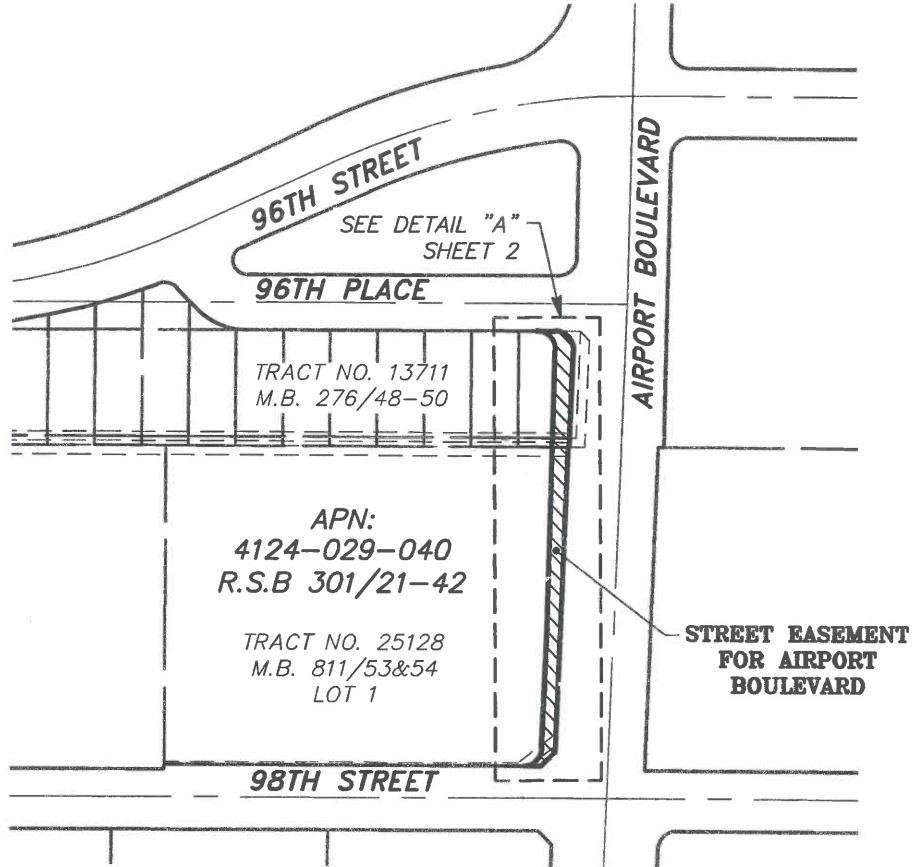 96TH STREET
AIRPORT BOULEVARD
SEE DETAIL "A"
SHEET 2
96TH PLACE
TRACT NO. 13711
M.B. 276/48-50
APN:
4124-029-040
R.S.B 301/21-42
TRACT NO. 25128
M.B. 811/53&54
LOT 1
STREET EASEMENT
FOR AIRPORT
BOULEVARD
98TH STREET